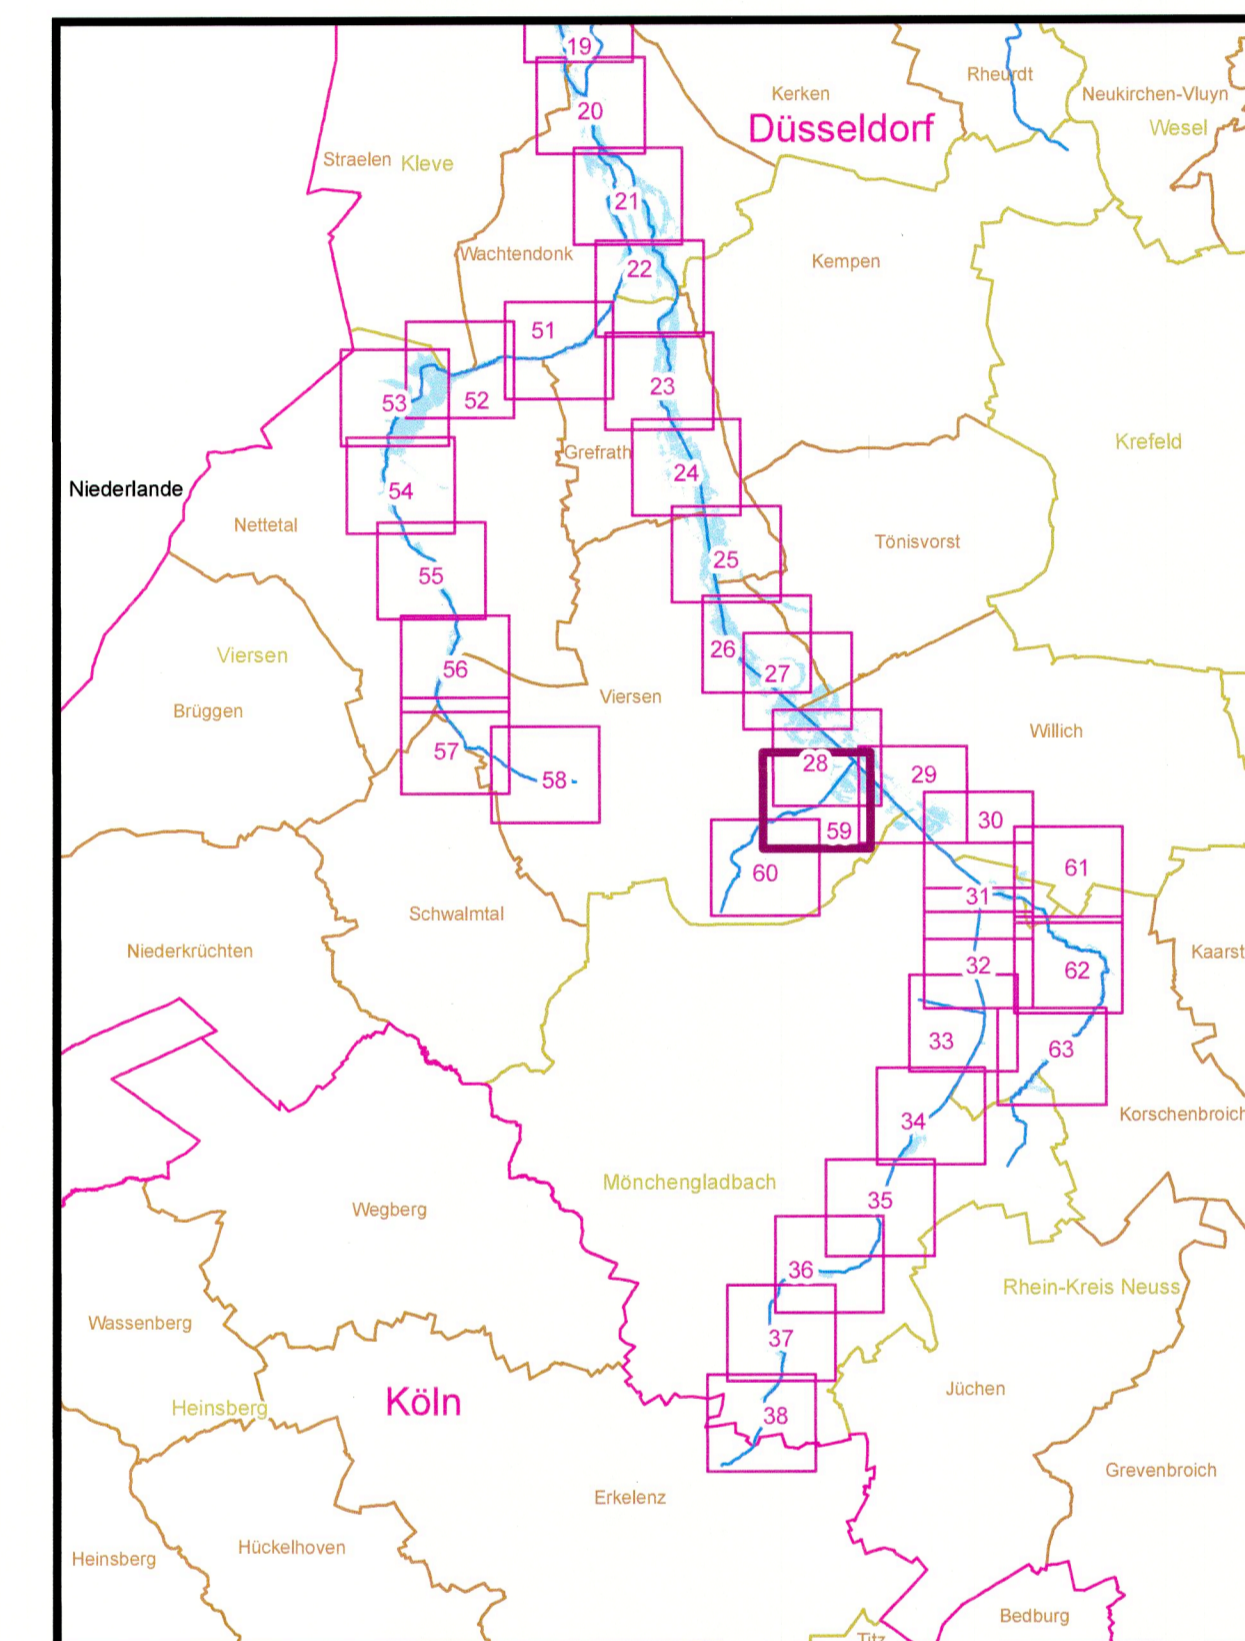 19
Rheurdt
Kerken
Neukirchen-Vluyn
20
Düsseldorf
Wesel
Straelen
Kleve
21
Wachtendonk
Kempen
22
51
23
53
52
Krefeld
Grefrath
24
Niederlande
54
Nettetal
Tönisvorst
25
55
Viersen
26
56
27
Viersen
Brüggen
Willich
57
28
58
29
59
30
60
61
31
Schwalmtal
Niederkrüchten
Kaarst
32
62
33
63
34
Korschenbroich
Mönchengladbach
35
Wegberg
36
Rhein-Kreis Neuss
Wassenberg
37
Jüchen
Heinsberg
Köln
38
Grevenbroich
Erkelenz
Hückelhoven
Heinsberg
Bedburg
Titz